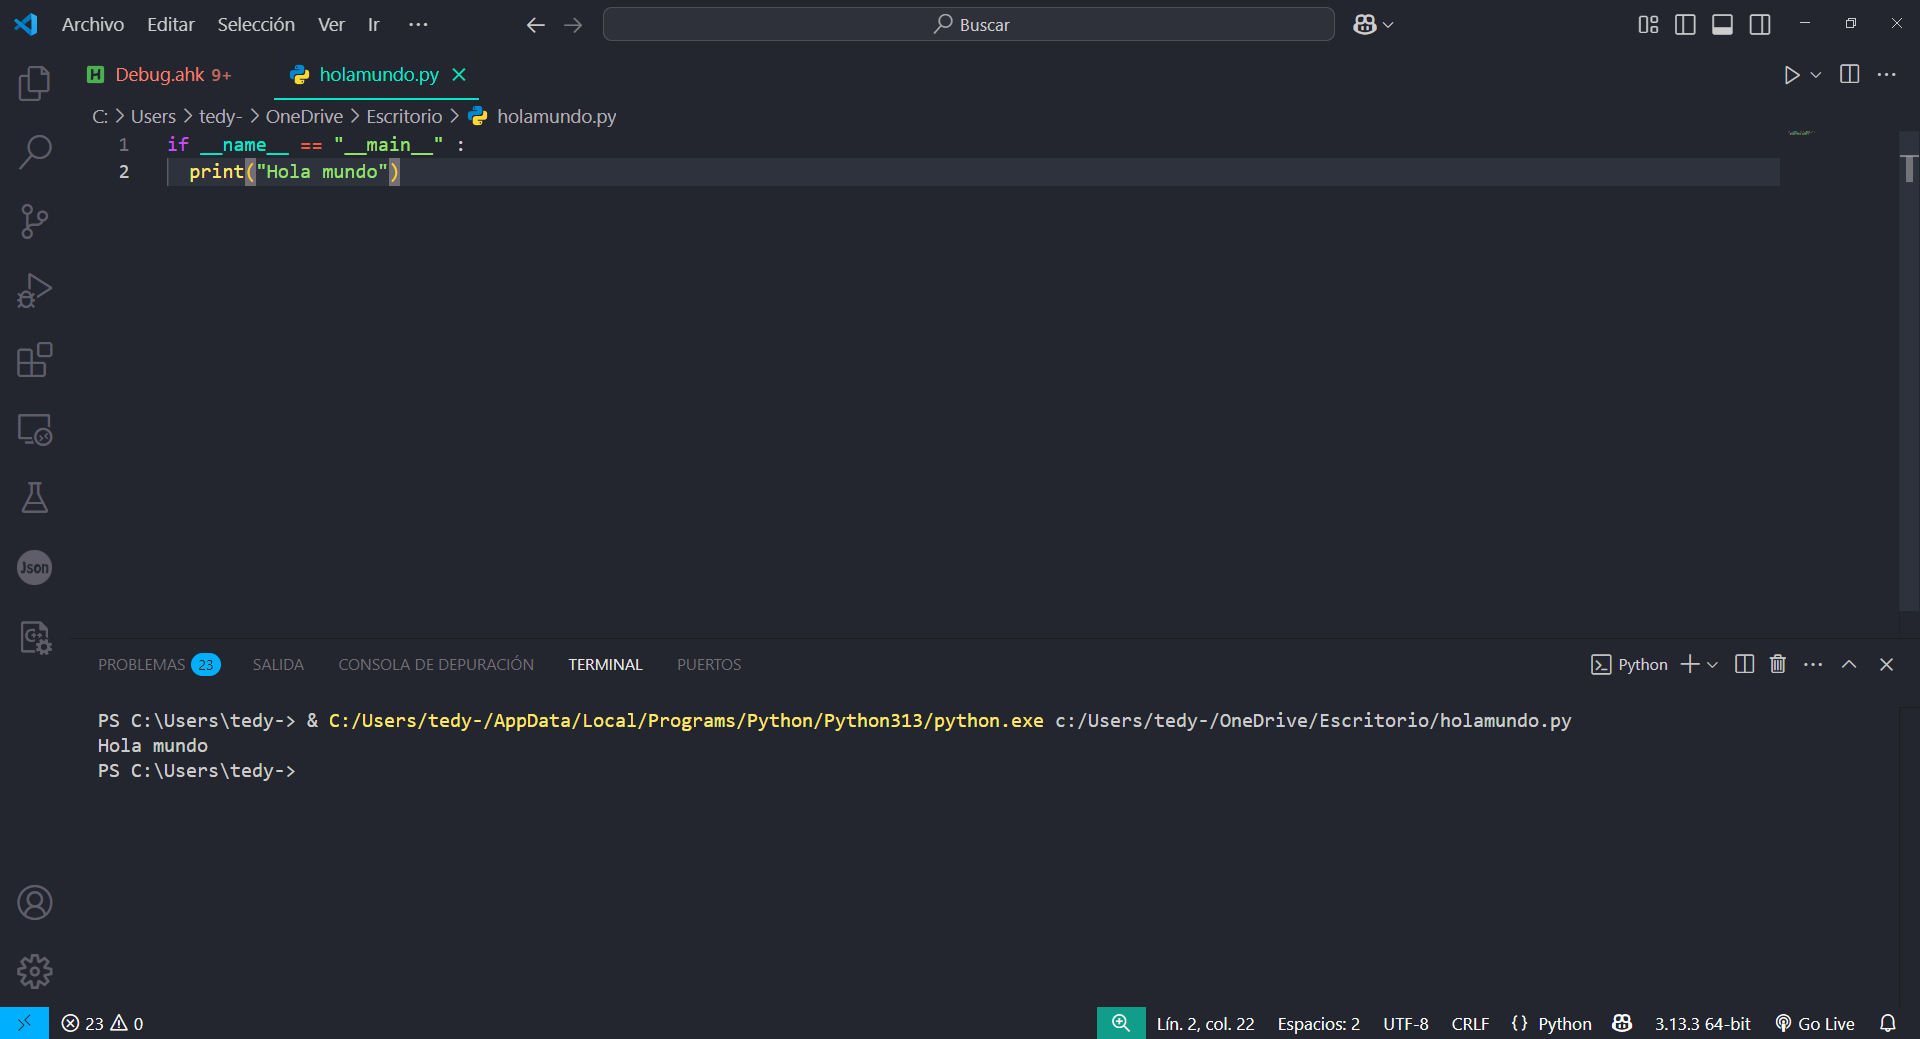 Archivo Editar Selección Ver Ir ··· Buscar
Debug.ahk 9+ holamundo.py
C: > Users > tedy- > OneDrive > Escritorio > holamundo.py
1 if __name__ == "__main__" :
2 print("Hola mundo")
Json
PROBLEMAS 23 SALIDA CONSOLA DE DEPURACIÓN TERMINAL PUERTOS Python
PS C:\Users\tedy-> & C:/Users/tedy-/AppData/Local/Programs/Python/Python313/python.exe c:/Users/tedy-/OneDrive/Escritorio/holamundo.py
Hola mundo
PS C:\Users\tedy->
23 0 Lín. 2, col. 22 Espacios: 2 UTF-8 CRLF {} Python 3.13.3 64-bit Go Live